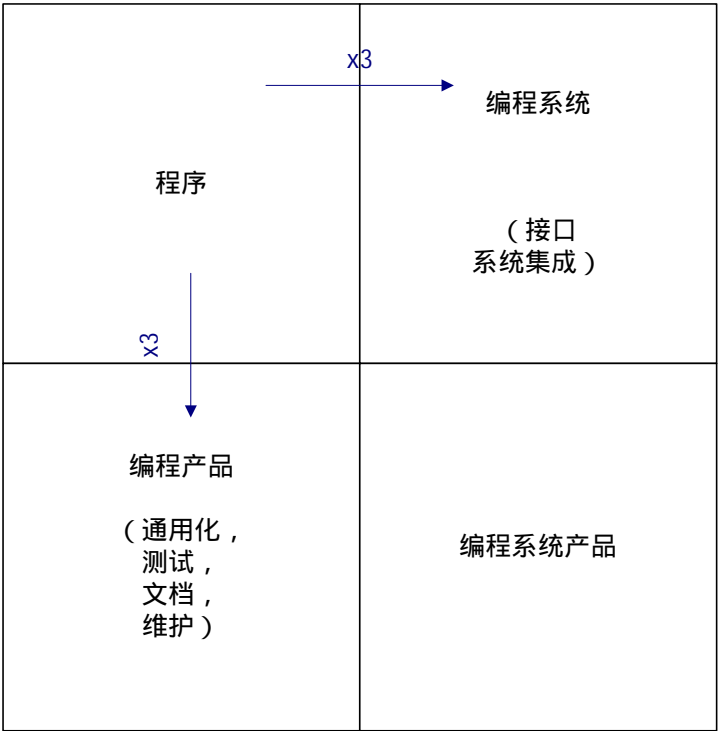 x3
编程系统
程序
（接口
系统集成）
x3
编程产品
（通用化，
测试，
文档，
维护）
编程系统产品